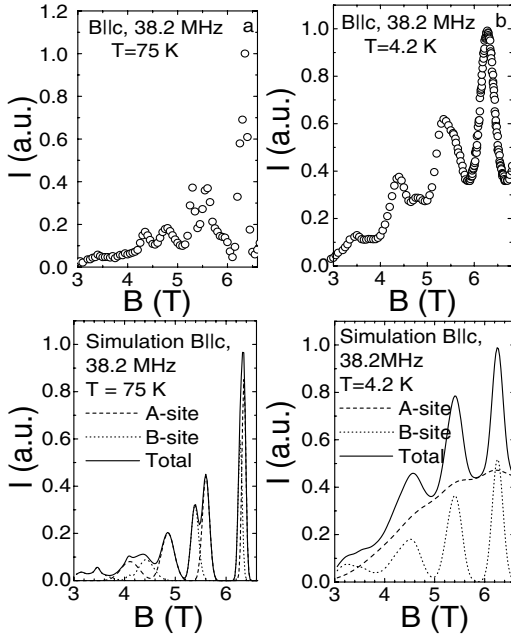 B||c, 38.2 MHz
T=75 K
a
I (a.u.)
1.2
1.0
0.8
0.6
0.4
0.2
0.0
3 4 5 6
B (T)
B||c, 38.2 MHz
T=4.2 K
b
I (a.u.)
1.0
0.8
0.6
0.4
0.2
0.0
3 4 5 6
B (T)
Simulation B||c,
38.2 MHz
T = 75 K
A-site
B-site
Total
I (a.u.)
1.0
0.8
0.6
0.4
0.2
0.0
3 4 5 6
B (T)
Simulation B||c,
38.2MHz
T=4.2 K
A-site
B-site
Total
I (a.u.)
1.0
0.8
0.6
0.4
0.2
0.0
3 4 5 6
B (T)